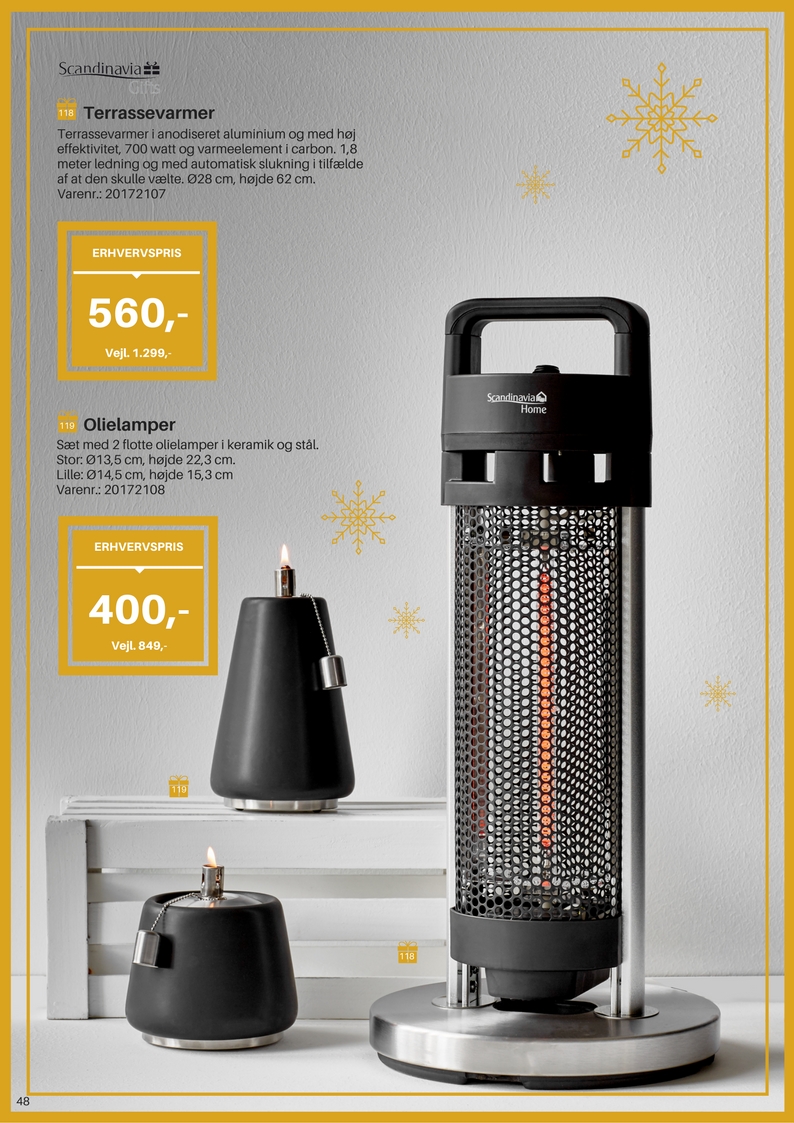 Scandinavia
Gifts
118 Terrassevarmer
Terrassevarmer i anodiseret aluminium og med høj
effektivitet, 700 watt og varmeelement i carbon. 1,8
meter ledning og med automatisk slukning i tilfælde
af at den skulle vælte. Ø28 cm, højde 62 cm.
Varenr.: 20172107
ERHVERVSPRIS
560,-
Vejl. 1.299,-
119 Olielamper
Sæt med 2 flotte olielamper i keramik og stål.
Stor: Ø13,5 cm, højde 22,3 cm.
Lille: Ø14,5 cm, højde 15,3 cm
Varenr.: 20172108
ERHVERVSPRIS
400,-
Vejl. 849,-
Scandinavia
Home
119
118
48